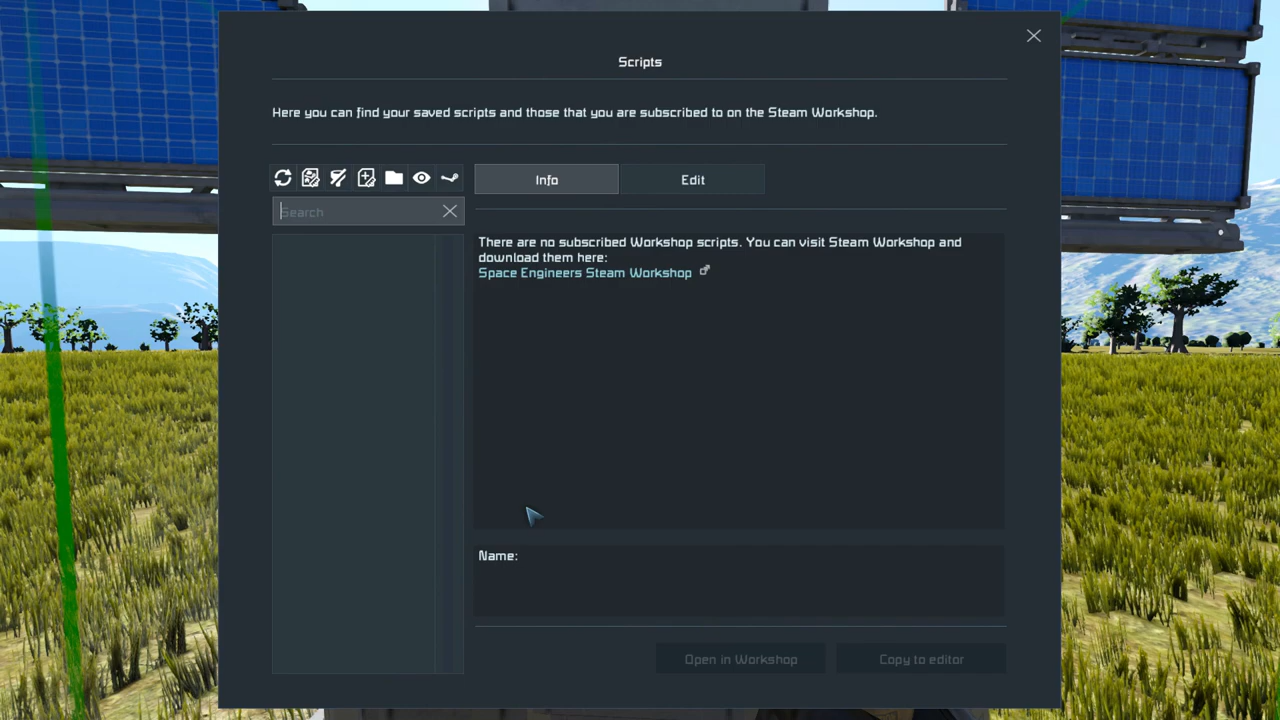 Scripts
Here you can find your saved scripts and those that you are subscribed to on the Steam Workshop.
Info
Edit
Search
There are no subscribed Workshop scripts. You can visit Steam Workshop and
download them here:
Space Engineers Steam Workshop
Name:
Open in Workshop
Copy to editor